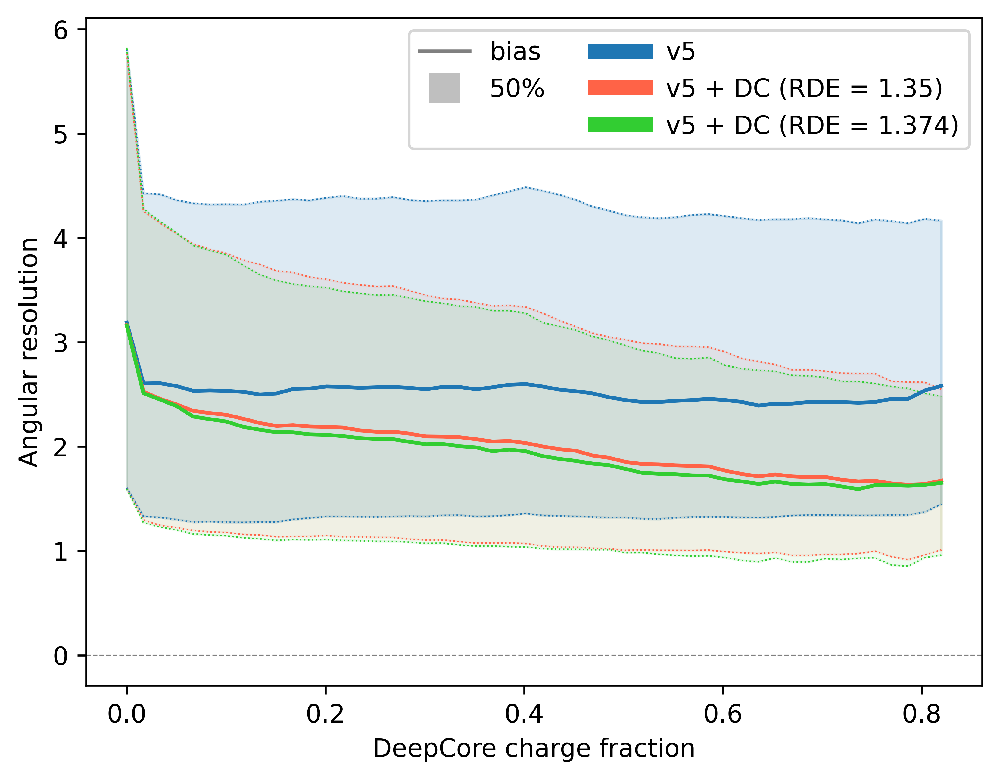 bias
50%
v5
v5 + DC (RDE = 1.35)
v5 + DC (RDE = 1.374)
6
5
4
3
2
1
0
Angular resolution
0.0 0.2 0.4 0.6 0.8
DeepCore charge fraction